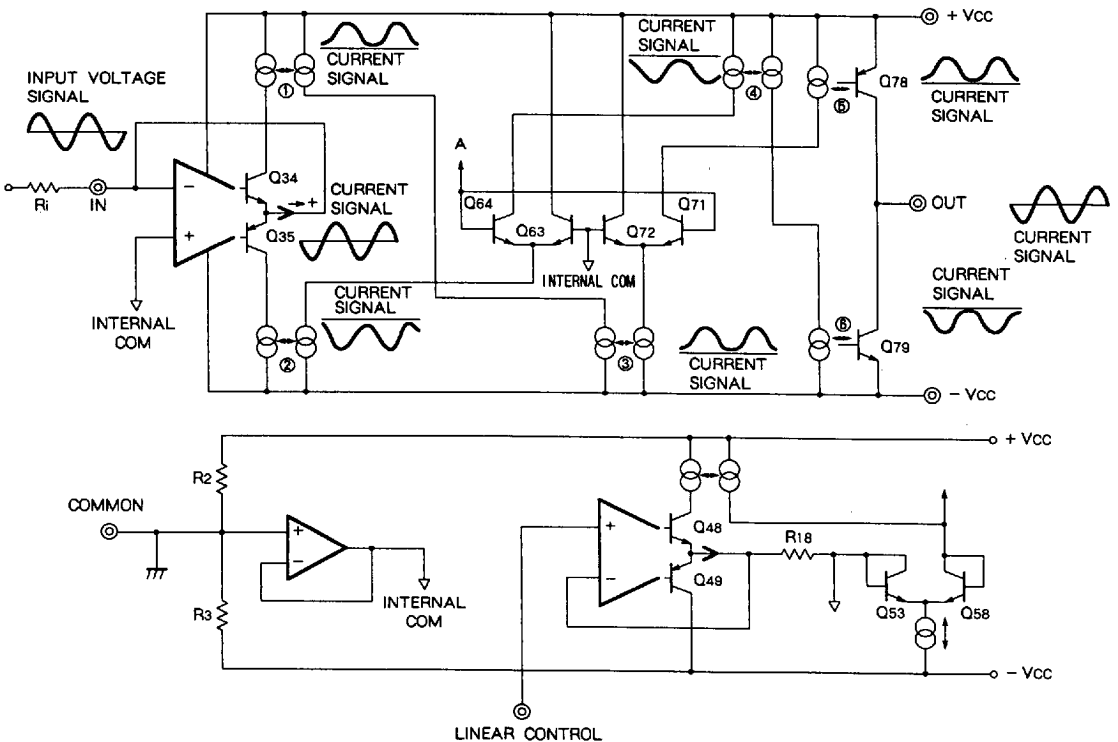 + VCC
CURRENT
SIGNAL
①
CURRENT
SIGNAL
④
⑤
Q78
CURRENT
SIGNAL
INPUT VOLTAGE
SIGNAL
A
Q34
Q64
Q71
CURRENT
SIGNAL
+
−
Ri
IN
Q63
Q72
OUT
+
Q35
INTERNAL COM
CURRENT
SIGNAL
INTERNAL
COM
CURRENT
SIGNAL
CURRENT
SIGNAL
②
③
⑥
Q79
CURRENT
SIGNAL
− VCC
+ VCC
R2
COMMON
+
−
INTERNAL
COM
R3
+
−
Q48
Q49
R18
Q53
Q58
− VCC
LINEAR CONTROL